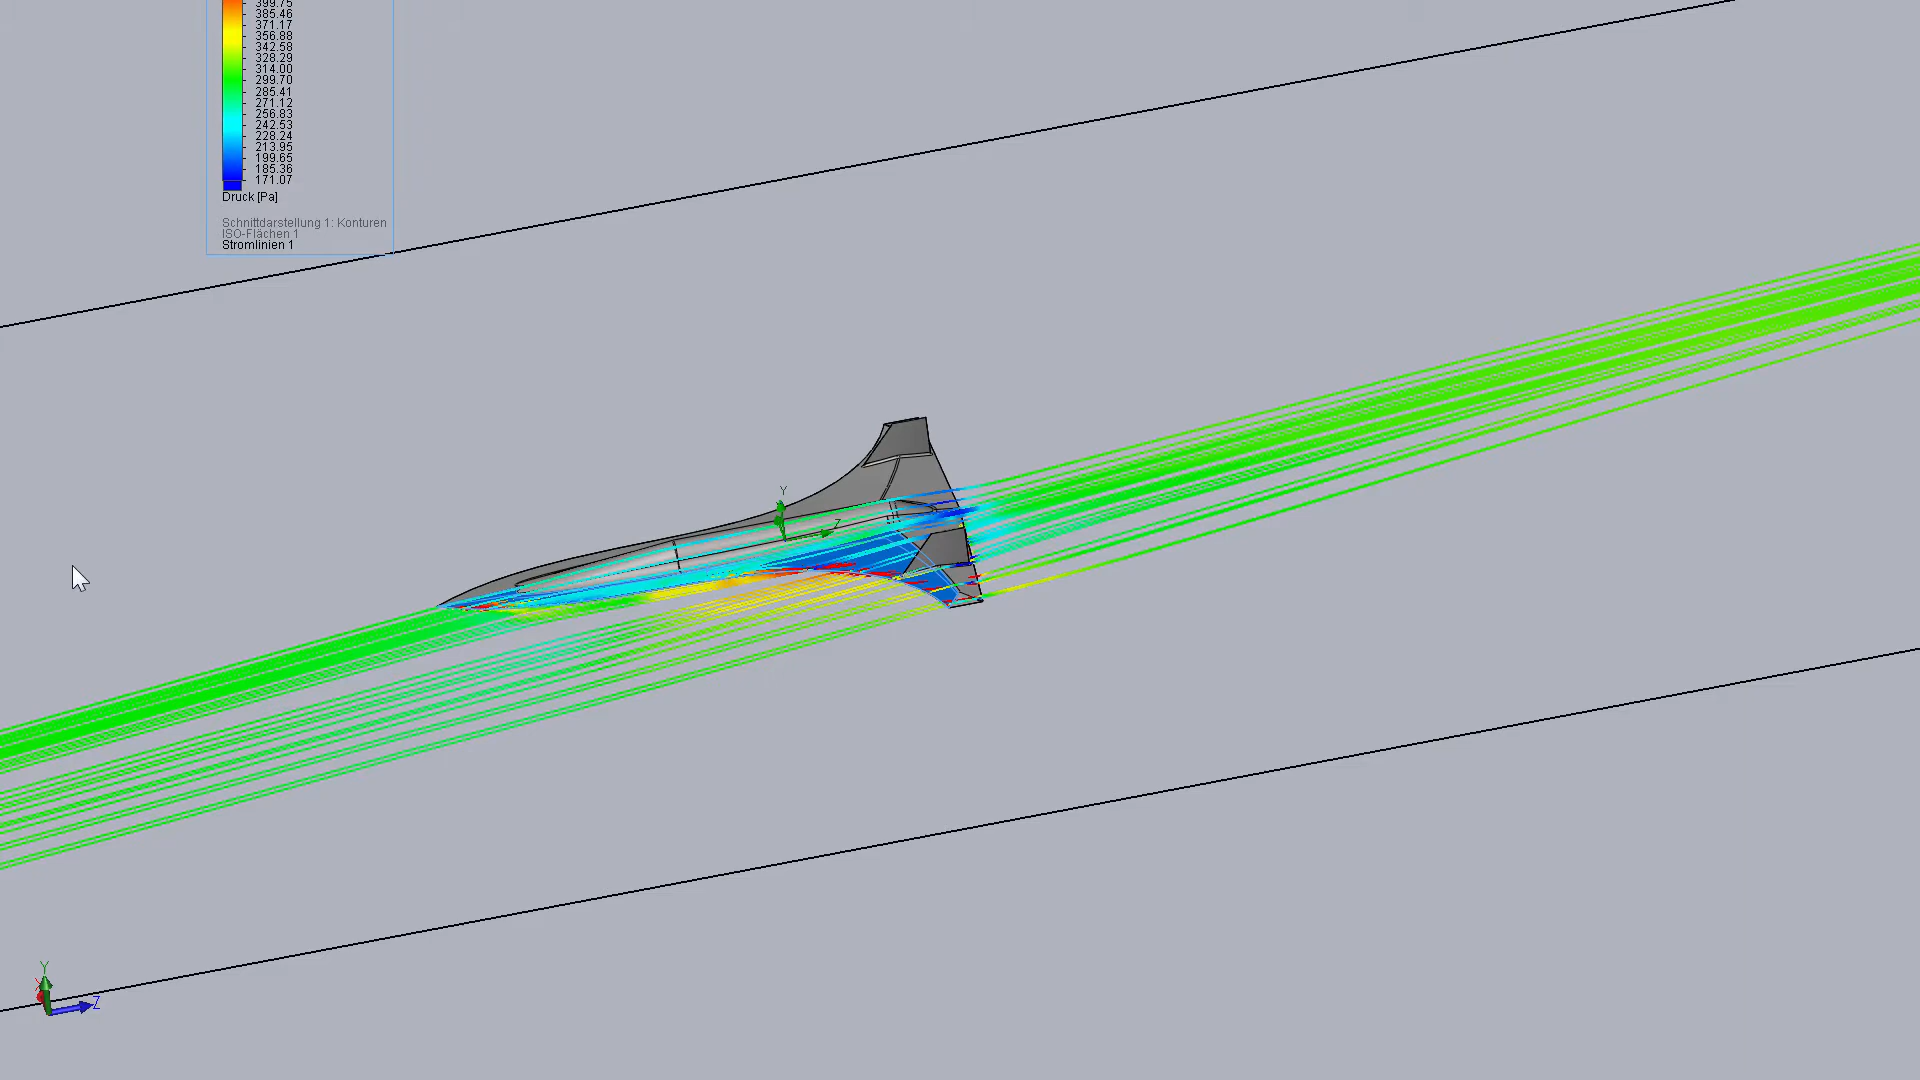 399.75
385.46
371.17
356.88
342.58
328.29
314.00
299.70
285.41
271.12
256.83
242.53
228.24
213.95
199.65
185.36
171.07
Druck [Pa]
Schnittdarstellung 1: Konturen
ISO-Flächen 1
Stromlinien 1
Y
Z
Y
X
Z